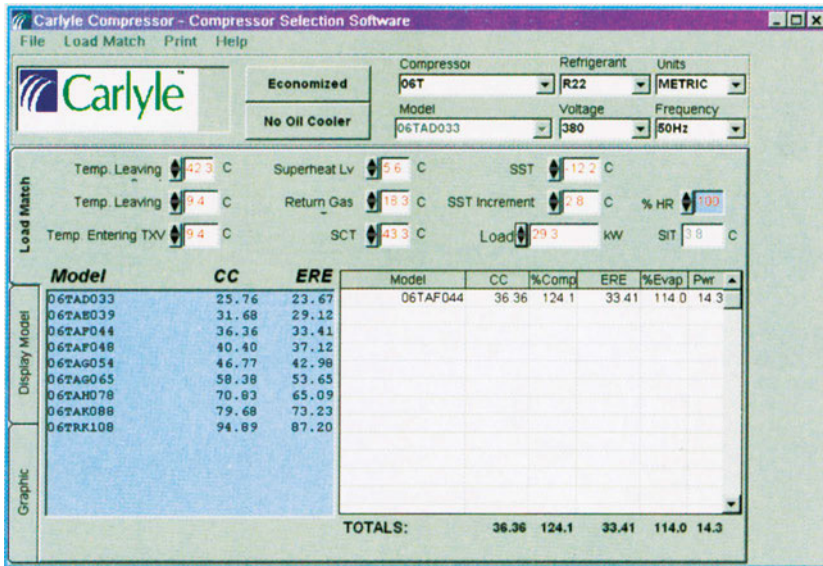 Carlyle Compressor - Compressor Selection Software
File Load Match Print Help
Carlyle™
Economized
No Oil Cooler
Compressor Refrigerant Units
06T R22 METRIC
Model Voltage Frequency
06TAD033 380 50Hz
Load Match
Display Model
Graphic
Temp. Leaving 42.3 C Superheat Lv 5.6 C SST -12.2 C
Temp. Leaving 9.4 C Return Gas 18.3 C SST Increment 2.8 C % HR 100
Temp. Entering TXV 9.4 C SCT 43.3 C Load 29.3 kW SIT 3.8 C
Model CC ERE
06TAD033 25.76 23.67
06TAE039 31.68 29.12
06TAF044 36.36 33.41
06TAF048 40.40 37.12
06TAG054 46.77 42.98
06TAG065 58.38 53.65
06TAH078 70.83 65.09
06TAK088 79.68 73.23
06TRK108 94.89 87.20
Model CC %Comp ERE %Evap Pwr
06TAF044 36.36 124.1 33.41 114.0 14.3
TOTALS: 36.36 124.1 33.41 114.0 14.3